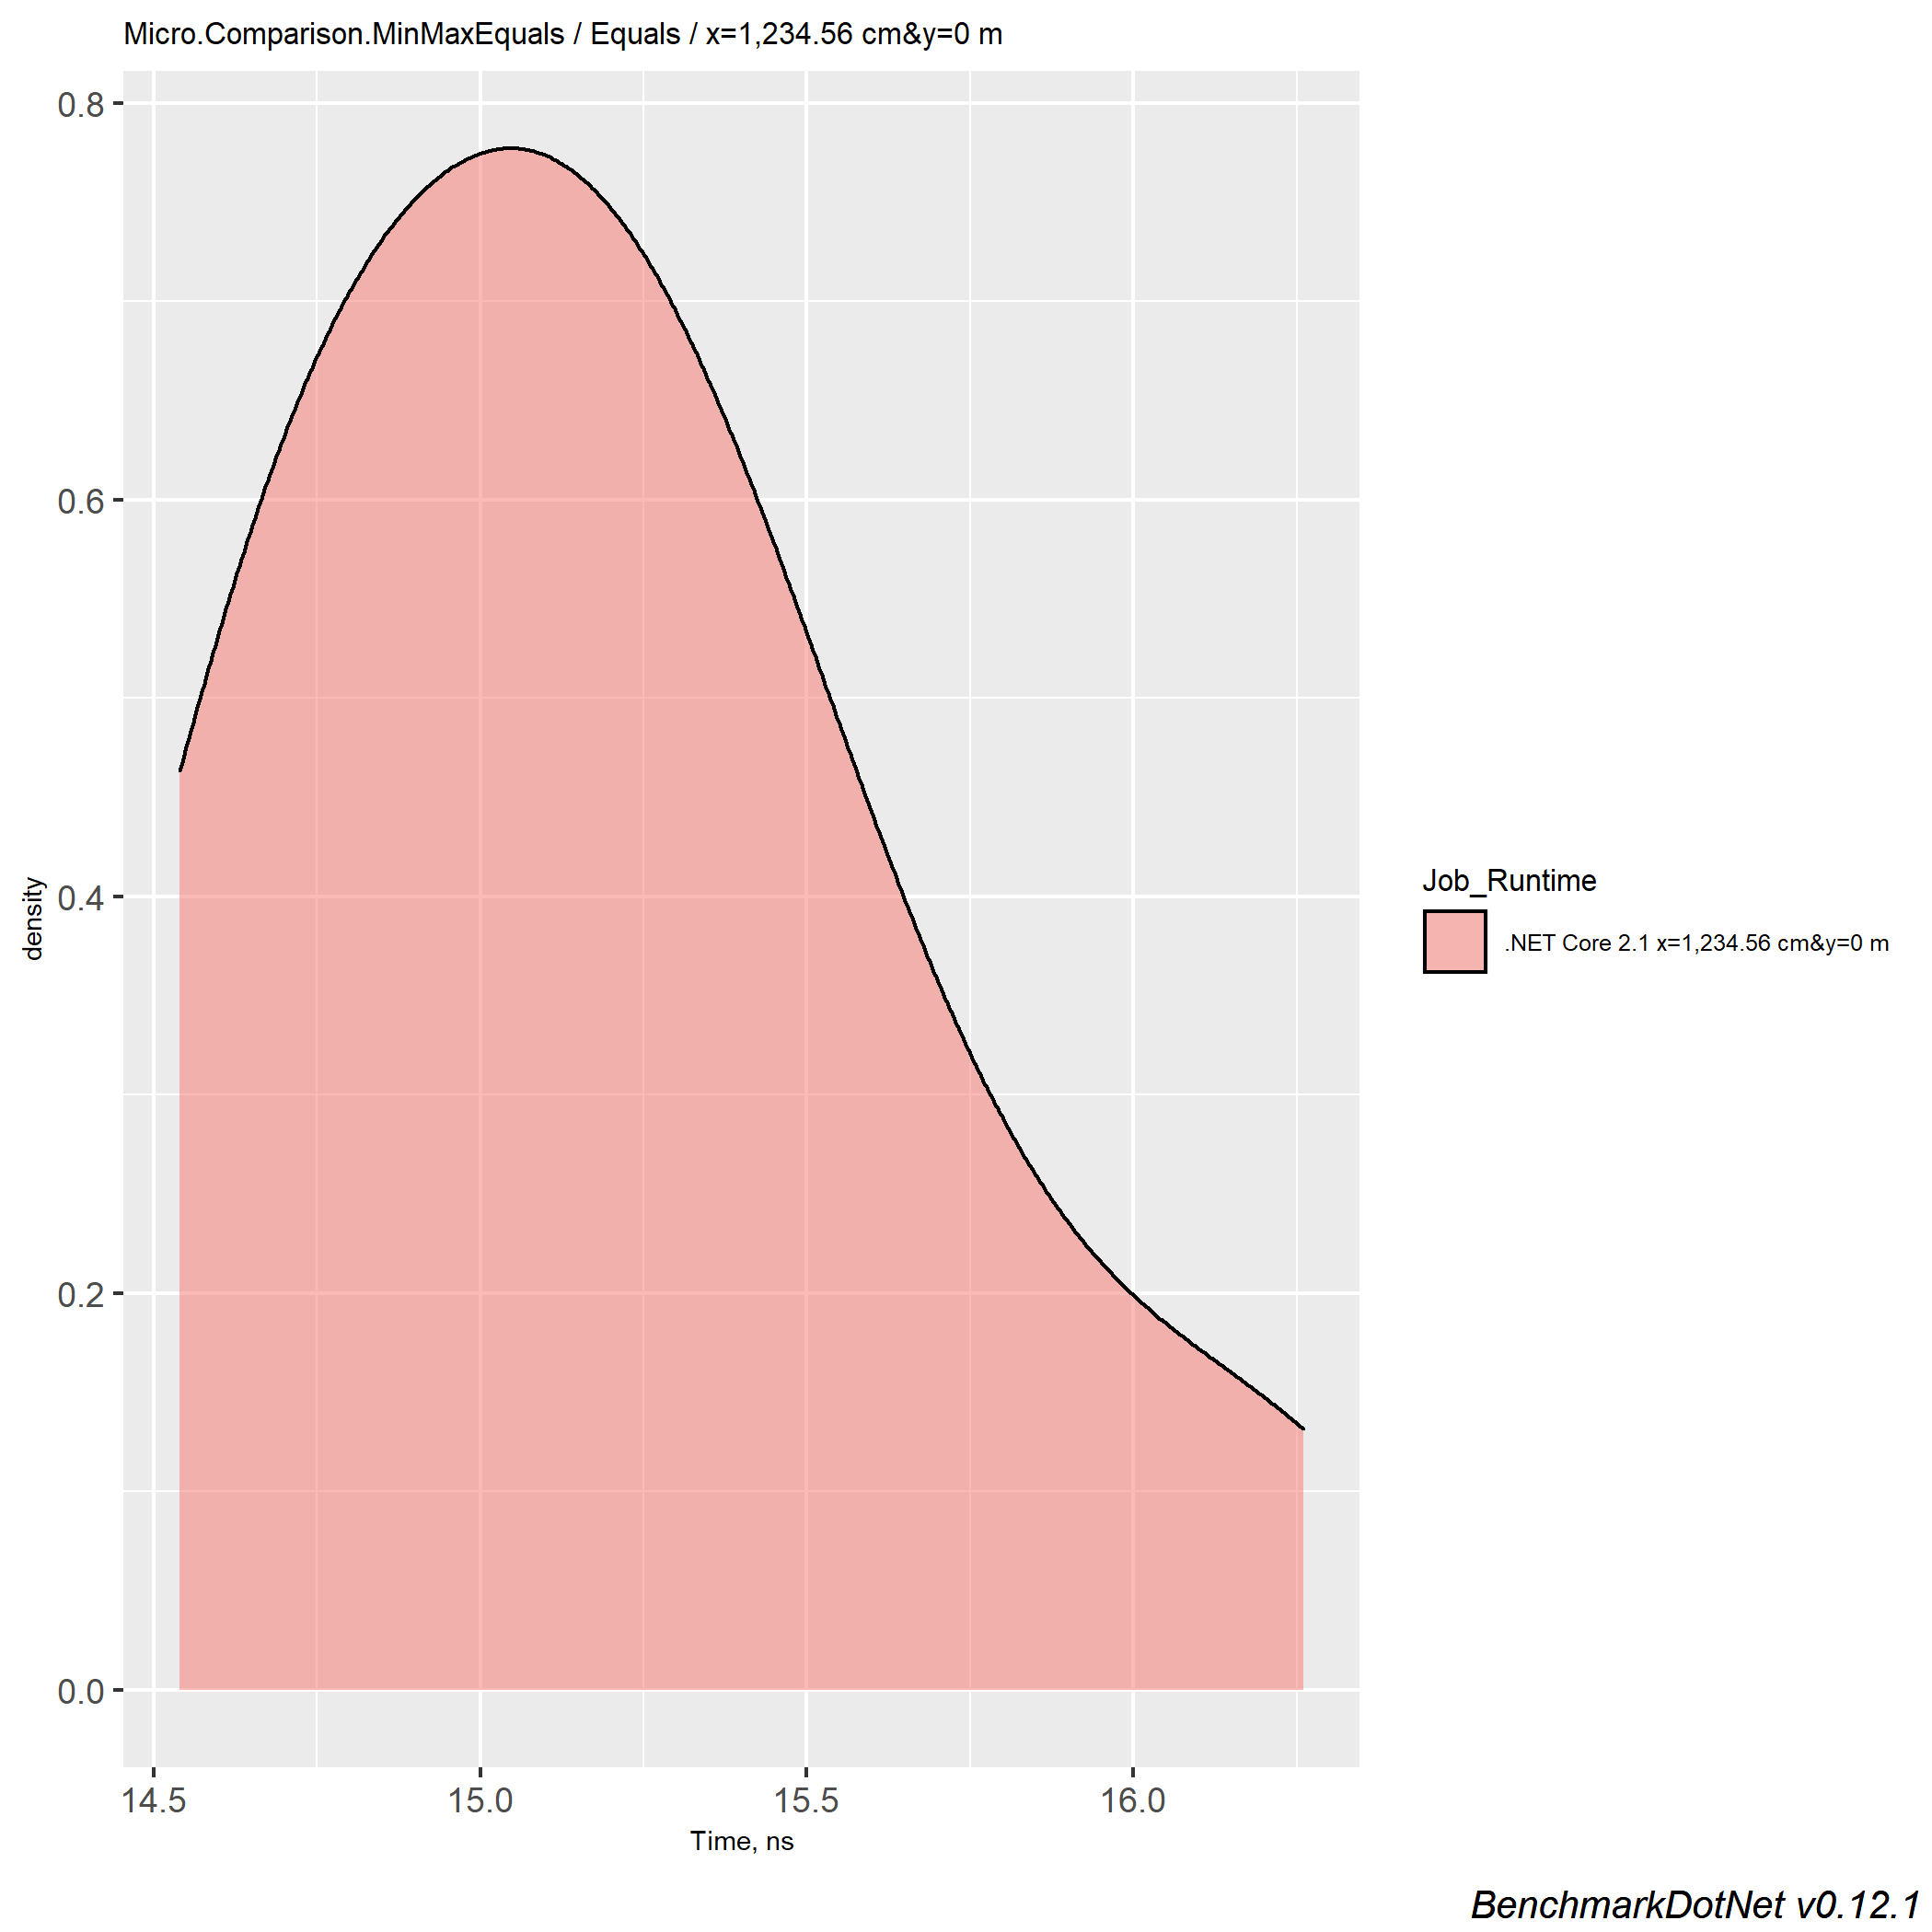 Micro.Comparison.MinMaxEquals / Equals / x=1,234.56 cm&y=0 m
0.8
0.6
0.4
0.2
0.0
density
14.5 15.0 15.5 16.0
Time, ns
Job_Runtime
.NET Core 2.1 x=1,234.56 cm&y=0 m
BenchmarkDotNet v0.12.1